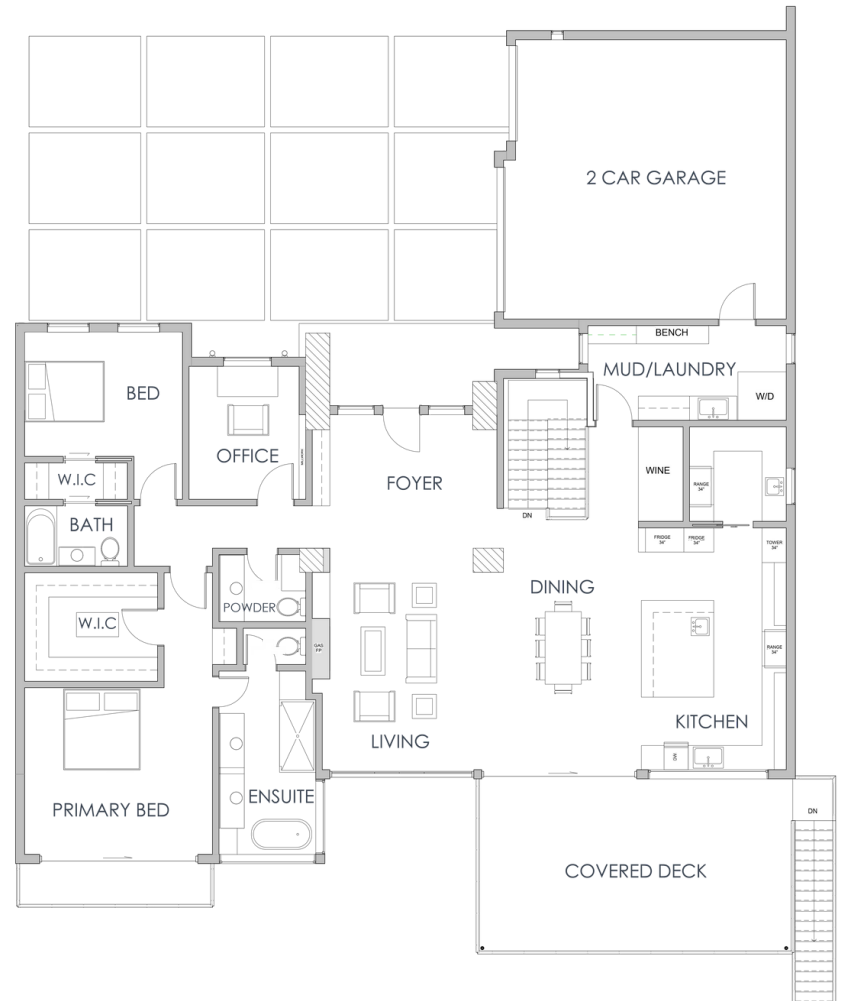 2 CAR GARAGE
BENCH
MUD/LAUNDRY
W/D
BED
OFFICE
W.I.C
FOYER
WINE
RANGE
34"
BATH
DN
FRIDGE
34"
FRIDGE
34"
TOWER
34"
DINING
POWDER
W.I.C
GAS
FP
RANGE
34"
KITCHEN
LIVING
DW
PRIMARY BED
ENSUITE
DN
COVERED DECK